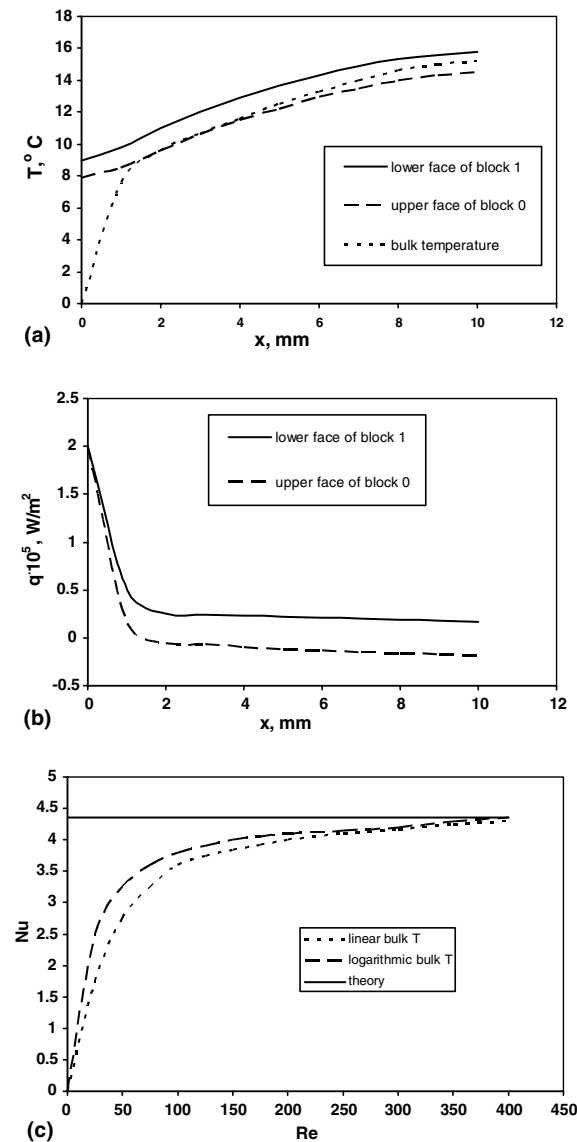 18
16
14
12
10
8
6
4
2
0
T,° C
lower face of block 1
upper face of block 0
bulk temperature
0 2 4 6 8 10 12
x, mm
(a)
2.5
2
1.5
1
0.5
0
-0.5
q·10⁵, W/m²
lower face of block 1
upper face of block 0
0 2 4 6 8 10 12
x, mm
(b)
5
4.5
4
3.5
3
2.5
2
1.5
1
0.5
0
Nu
linear bulk T
logarithmic bulk T
theory
0 50 100 150 200 250 300 350 400 450
Re
(c)